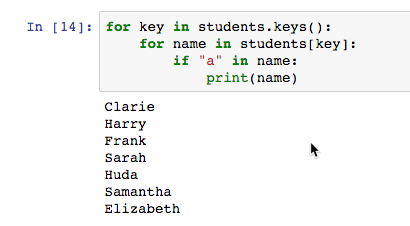 In [14]: for key in students.keys():
    for name in students[key]:
        if "a" in name:
            print(name)
Clarie
Harry
Frank
Sarah
Huda
Samantha
Elizabeth